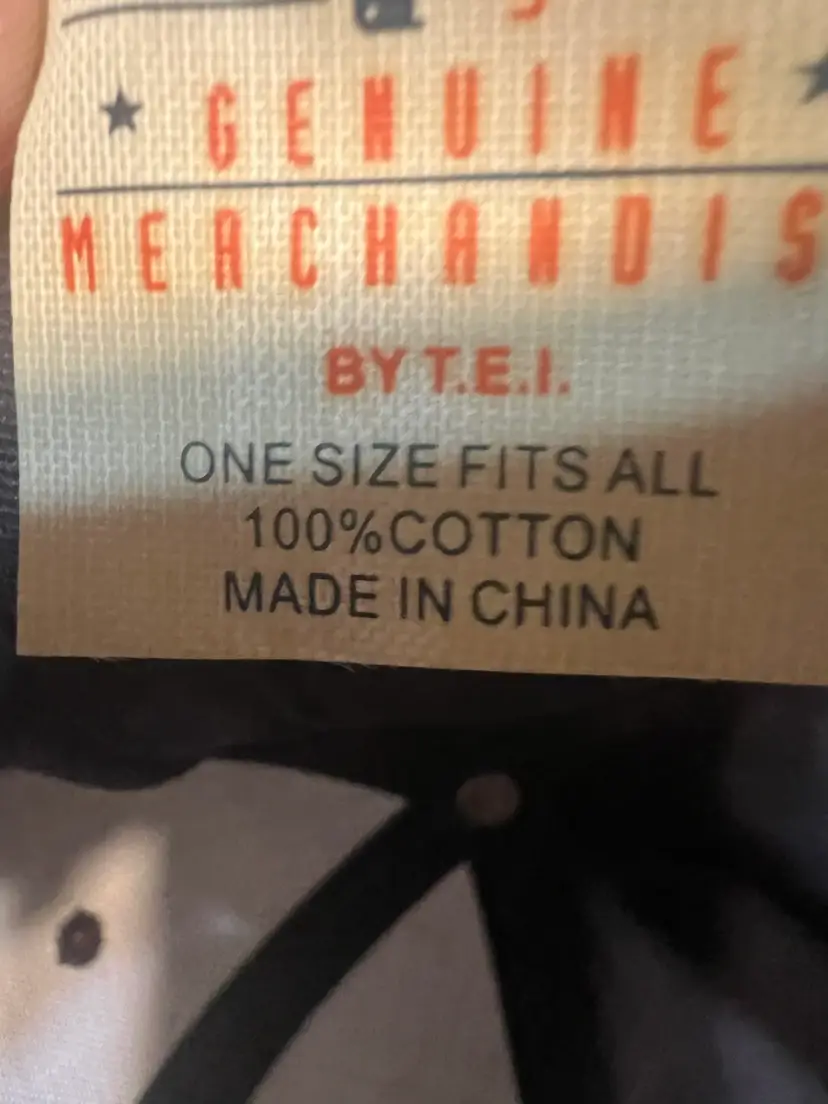 GENUINE
MERCHANDIS
BY T.E.I.
ONE SIZE FITS ALL
100%COTTON
MADE IN CHINA